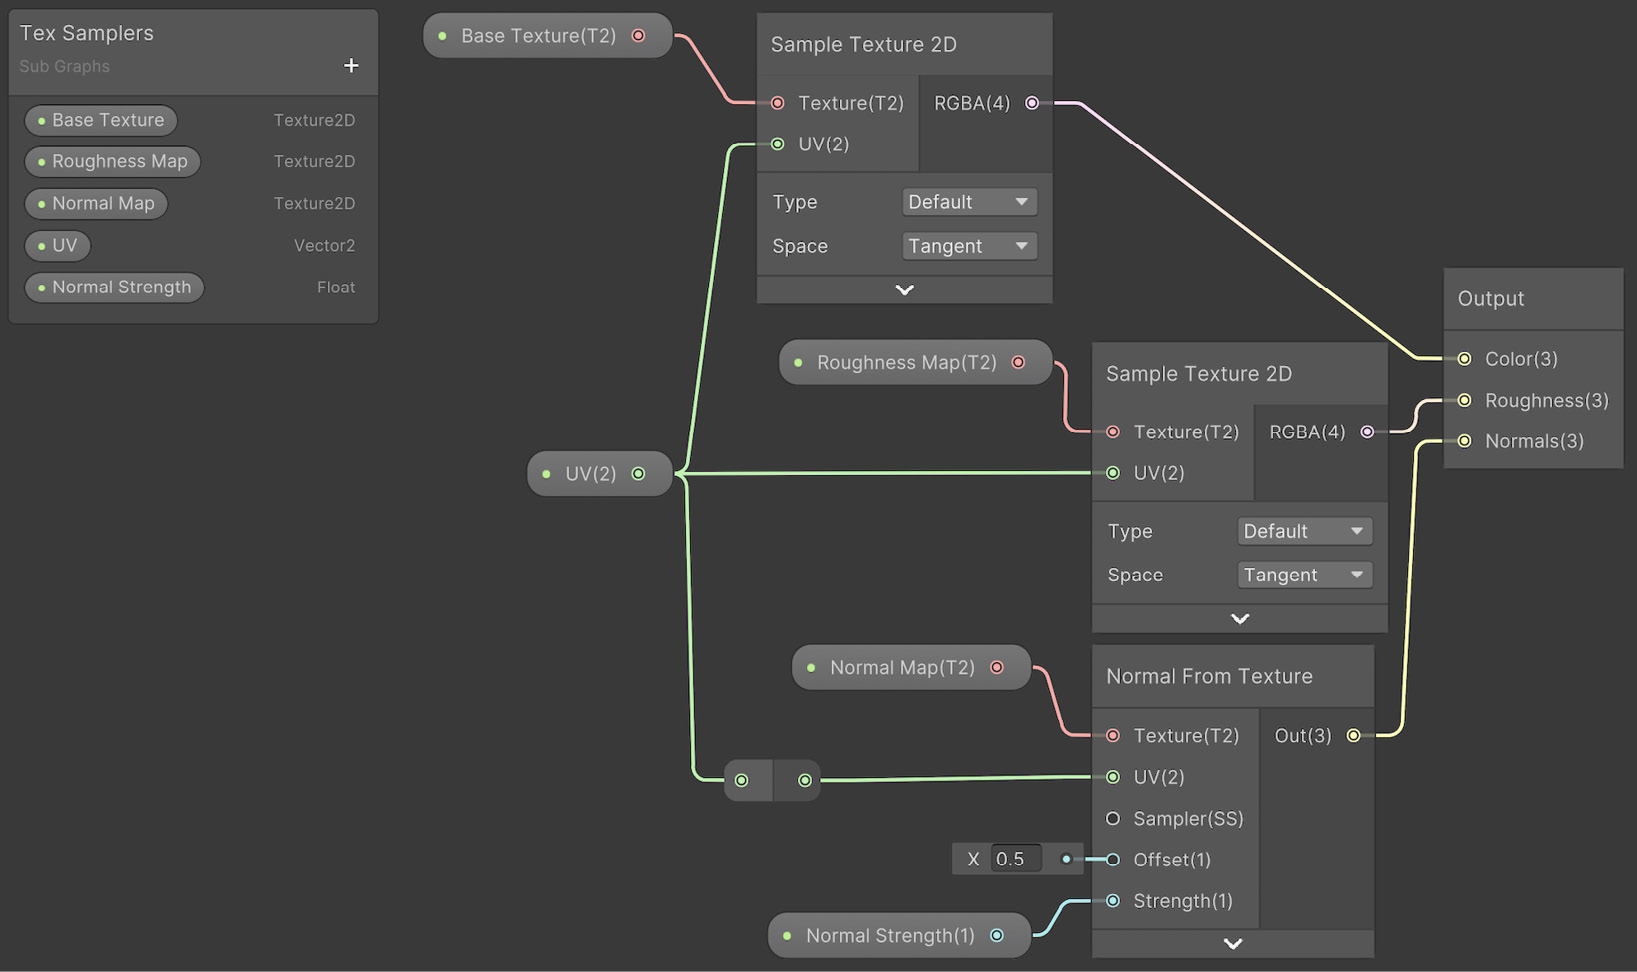 Tex Samplers
Sub Graphs
+
Base Texture Texture2D
Roughness Map Texture2D
Normal Map Texture2D
UV Vector2
Normal Strength Float
Base Texture(T2)
Sample Texture 2D
Texture(T2) RGBA(4)
UV(2)
Type Default
Space Tangent
Roughness Map(T2)
Sample Texture 2D
Texture(T2) RGBA(4)
UV(2)
Type Default
Space Tangent
UV(2)
Normal Map(T2)
Normal From Texture
Texture(T2) Out(3)
UV(2)
Sampler(SS)
X 0.5
Offset(1)
Strength(1)
Normal Strength(1)
Output
Color(3)
Roughness(3)
Normals(3)